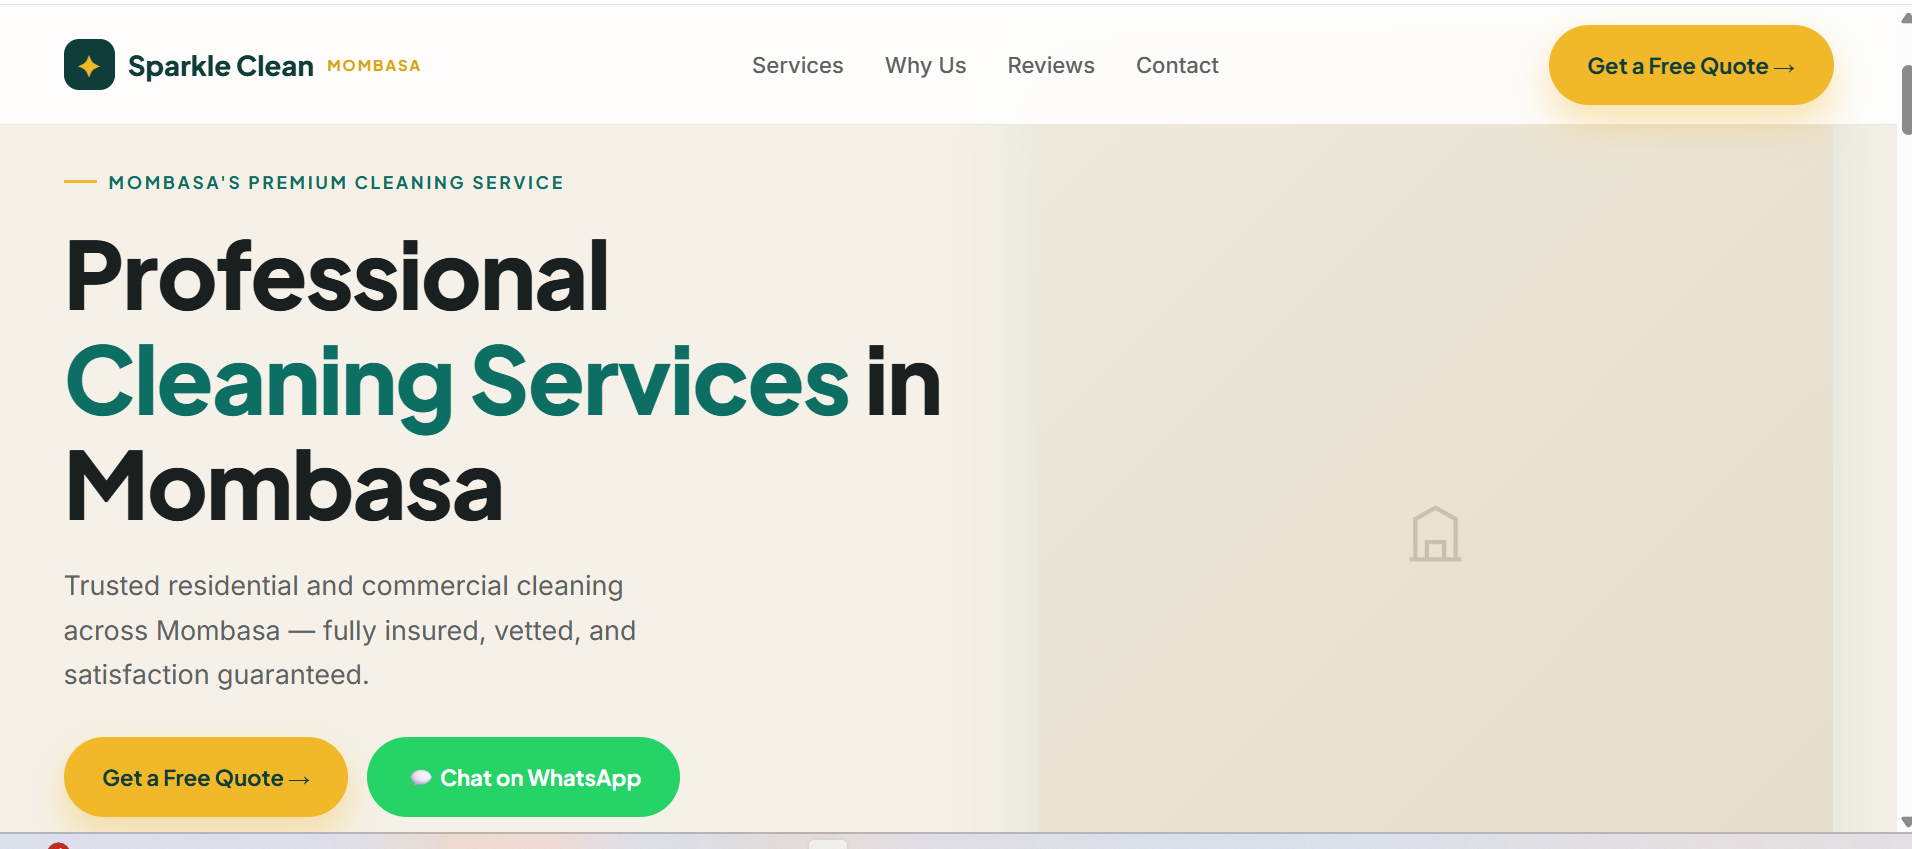 Sparkle Clean MOMBASA
Services Why Us Reviews Contact
Get a Free Quote →
MOMBASA'S PREMIUM CLEANING SERVICE
Professional
Cleaning Services in
Mombasa
Trusted residential and commercial cleaning
across Mombasa — fully insured, vetted, and
satisfaction guaranteed.
Get a Free Quote →
Chat on WhatsApp